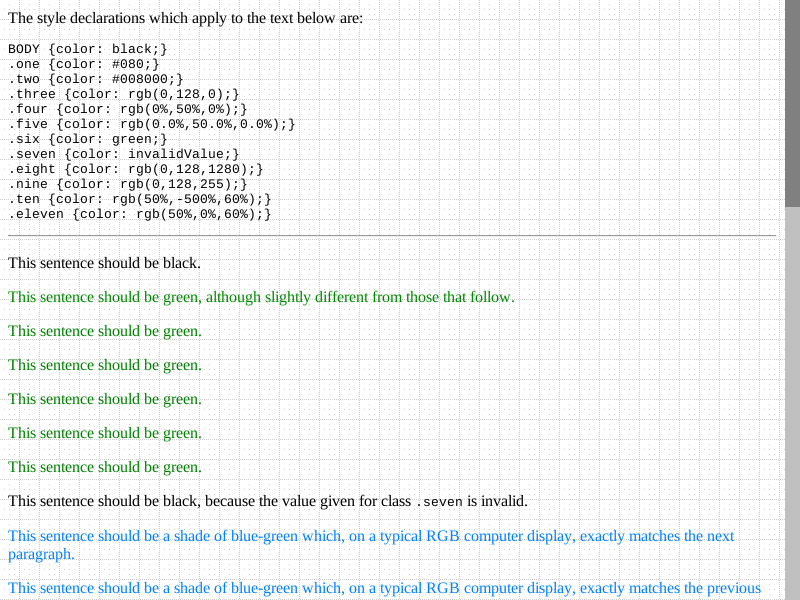 The style declarations which apply to the text below are:
BODY {color: black;}
.one {color: #080;}
.two {color: #008000;}
.three {color: rgb(0,128,0);}
.four {color: rgb(0%,50%,0%);}
.five {color: rgb(0.0%,50.0%,0.0%);}
.six {color: green;}
.seven {color: invalidValue;}
.eight {color: rgb(0,128,1280);}
.nine {color: rgb(0,128,255);}
.ten {color: rgb(50%,-500%,60%);}
.eleven {color: rgb(50%,0%,60%);}
This sentence should be black.
This sentence should be green, although slightly different from those that follow.
This sentence should be green.
This sentence should be green.
This sentence should be green.
This sentence should be green.
This sentence should be green.
This sentence should be black, because the value given for class .seven is invalid.
This sentence should be a shade of blue-green which, on a typical RGB computer display, exactly matches the next
paragraph.
This sentence should be a shade of blue-green which, on a typical RGB computer display, exactly matches the previous